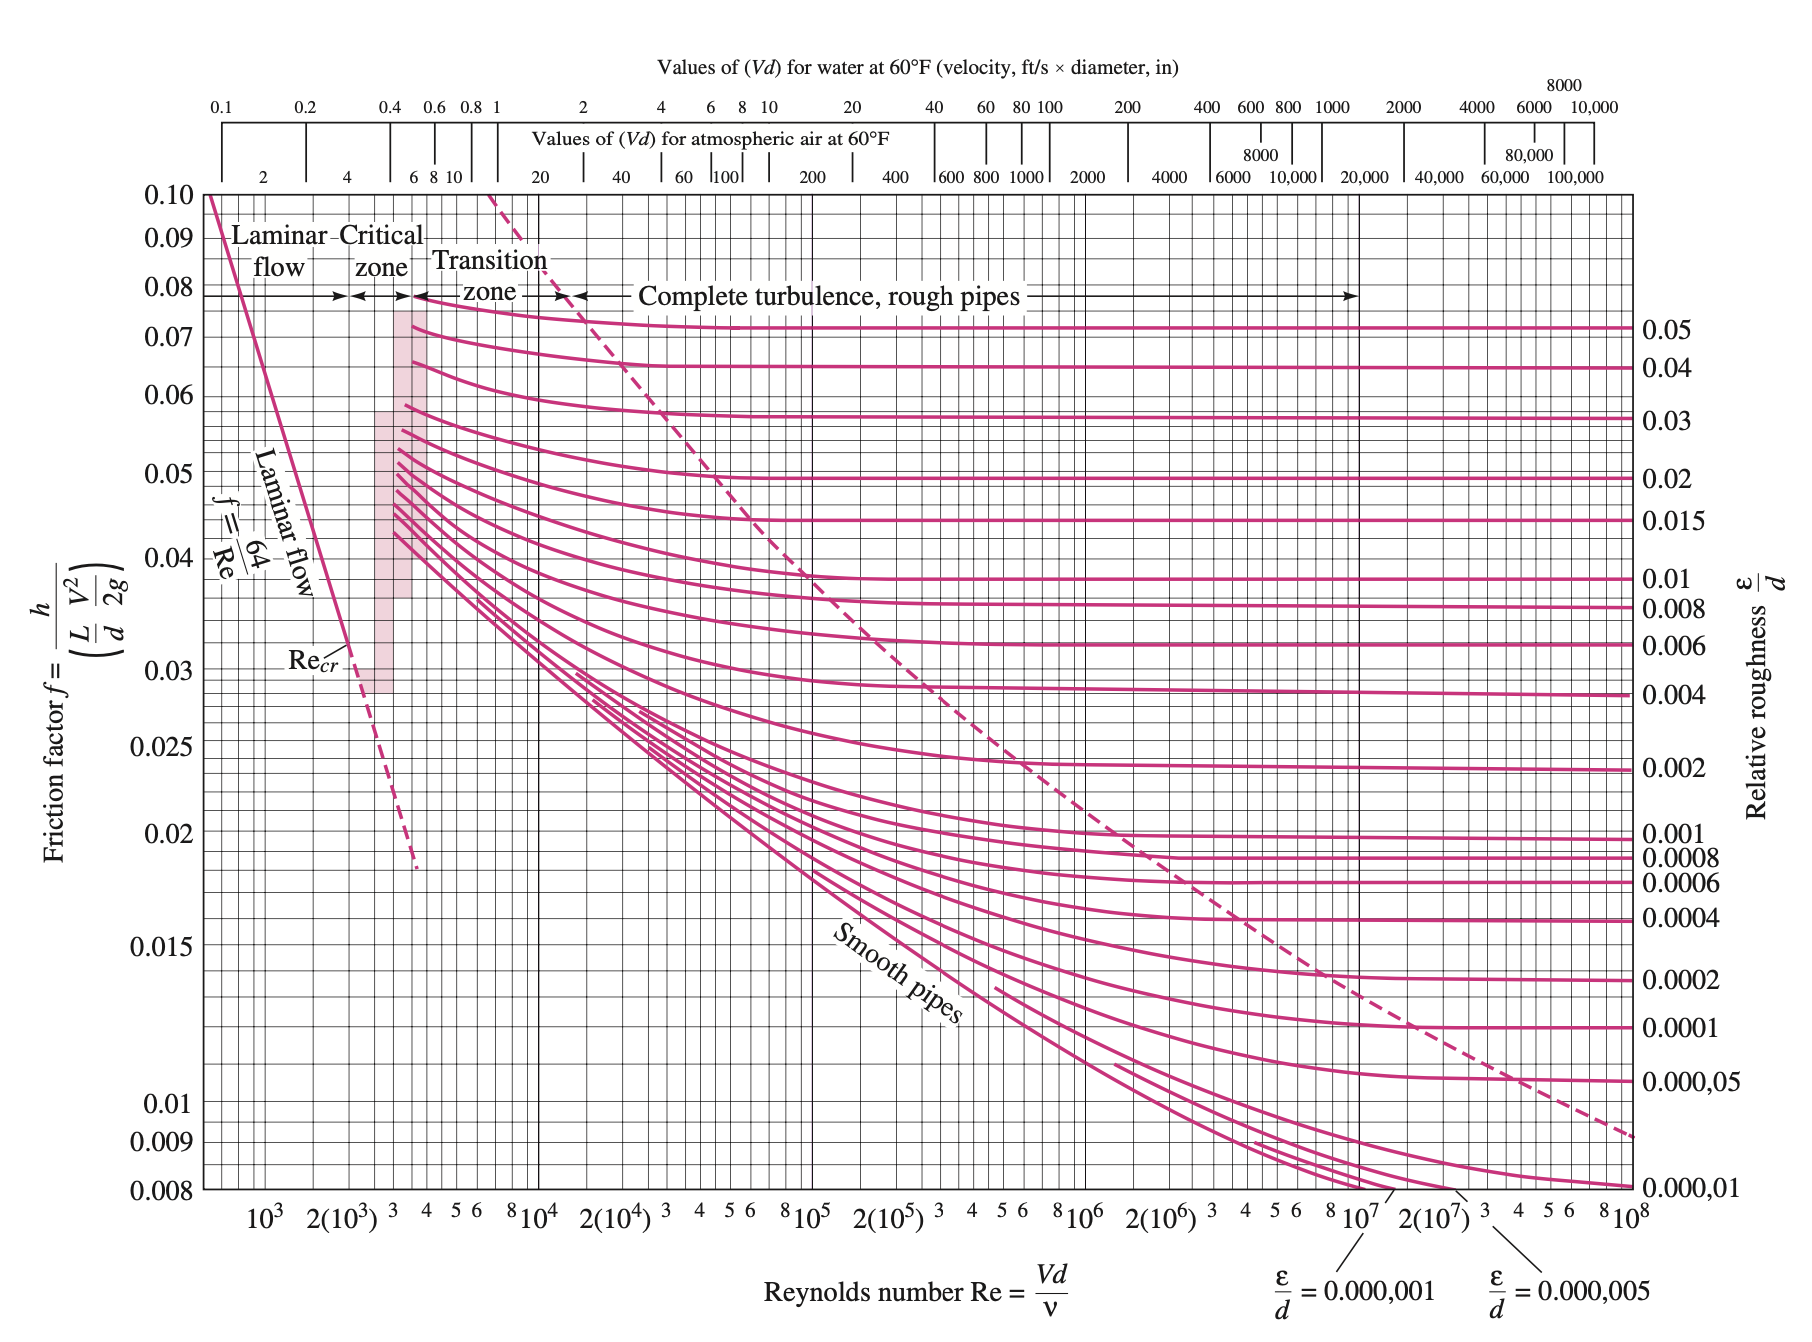 Values of (Vd) for water at 60°F (velocity, ft/s × diameter, in)
8000
0.1 0.2 0.4 0.6 0.8 1 2 4 6 8 10 20 40 60 80 100 200 400 600 800 1000 2000 4000 6000 10,000
Values of (Vd) for atmospheric air at 60°F
8000 80,000
2 4 6 8 10 20 40 60 100 200 400 600 800 1000 2000 4000 6000 10,000 20,000 40,000 60,000 100,000
0.10
0.09
0.08
0.07
0.06
0.05
0.04
0.03
0.025
0.02
0.015
0.01
0.009
0.008
Friction factor f = h / (L/d V²/2g)
Laminar flow
Critical zone
Transition zone
Complete turbulence, rough pipes
Laminar flow
f = 64/Re
Recr
Smooth pipes
0.05
0.04
0.03
0.02
0.015
0.01
0.008
0.006
0.004
0.002
0.001
0.0008
0.0006
0.0004
0.0002
0.0001
0.000,05
0.000,01
Relative roughness ε/d
10³ 2(10³) 3 4 5 6 8 10⁴ 2(10⁴) 3 4 5 6 8 10⁵ 2(10⁵) 3 4 5 6 8 10⁶ 2(10⁶) 3 4 5 6 8 10⁷ 2(10⁷) 3 4 5 6 8 10⁸
Reynolds number Re = Vd/ν
ε/d = 0.000,001
ε/d = 0.000,005